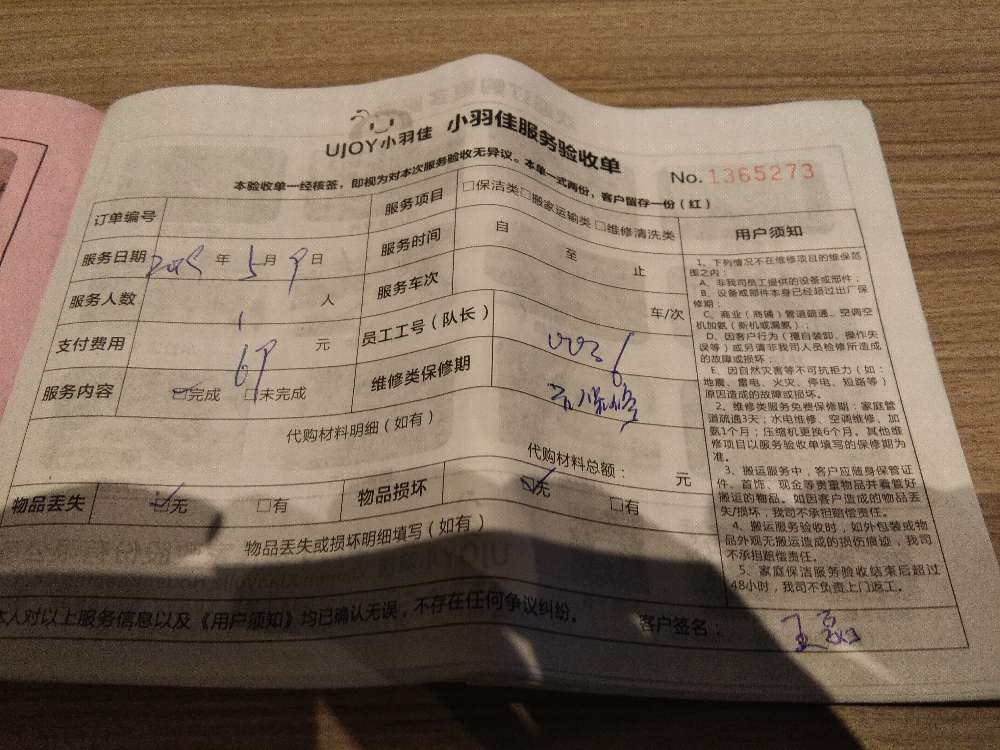 UJOY小羽佳 小羽佳服务验收单
本验收单一经核签，即视为对本次服务验收无异议。本单一式两份，客户留存一份（红）
No.1365273
订单编号 服务项目 □保洁类□搬家运输类 □维修清洗类
服务日期 年 5月9日 服务时间 自 至 止
服务人数 1 人 服务车次 车/次
支付费用 69 元 员工工号（队长） 0036
服务内容 ☑完成 □未完成 维修类保修期
代购材料明细（如有）
代购材料总额： 元
物品丢失 ☑无 □有 物品损坏 ☑无 □有
物品丢失或损坏明细填写（如有）
本人对以上服务信息以及《用户须知》均已确认无误，不存在任何争议纠纷。 客户签名：
用户须知
1、下列情况不在维修项目的维保范
围之内：
A、非我司员工提供的设备或部件；
B、设备或部件本身已经超过出厂保
修期；
C、商业（商铺）管道疏通、空调空
机加氨（新机或漏氨）；
D、因客户行为（擅自装卸、操作失
误等）或另请非我司人员检修所造成
的故障或损坏；
E、因自然灾害等不可抗拒力（如：
地震、雷电、火灾、停电、短路等）
原因造成的故障或损坏。
2、维修类服务免费保修期：家庭管
道疏通3天；水电维修、空调维修、加
氨1个月；压缩机更换6个月。其他维
修项目以服务验收单填写的保修期为
准。
3、搬运服务中，客户应随身保管证
件、首饰、现金等贵重物品并看管好
搬运的物品。如因客户造成的物品丢
失/损坏，我司不承担赔偿责任。
4、搬运服务验收时，如外包装或物
品外观无搬运造成的损伤痕迹，我司
不承担赔偿责任。
5、家庭保洁服务验收结束后超过
48小时，我司不负责上门返工。